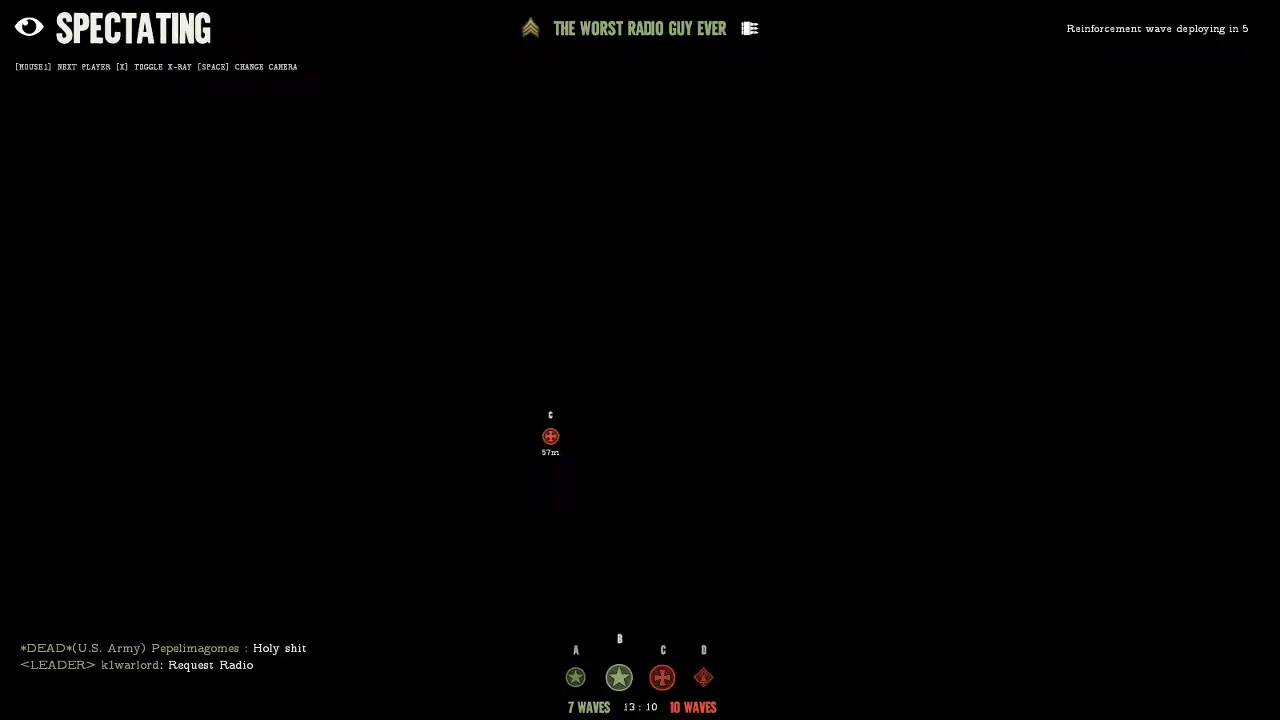 SPECTATING
THE WORST RADIO GUY EVER
Reinforcement wave deploying in 5
[MOUSE1] NEXT PLAYER [X] TOGGLE X-RAY [SPACE] CHANGE CAMERA
C
57m
*DEAD*(U.S. Army) Pepelimagomes : Holy shit
<LEADER> k1warlord: Request Radio
A B C D
7 WAVES 13:10 10 WAVES